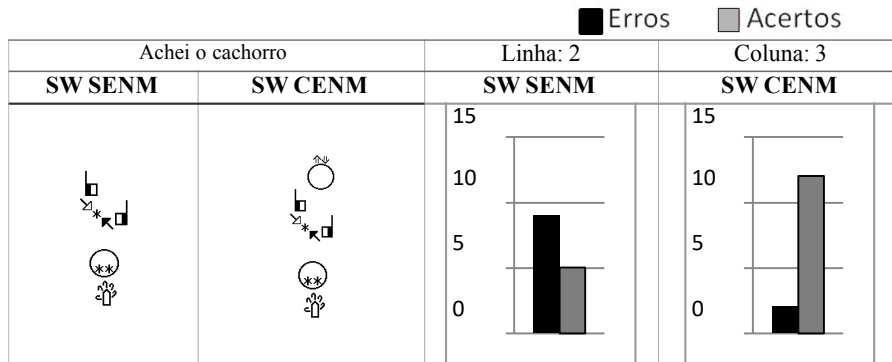 Erros Acertos
Achei o cachorro Linha: 2 Coluna: 3
SW SENM SW CENM SW SENM SW CENM
15 15
10 10
5 5
0 0